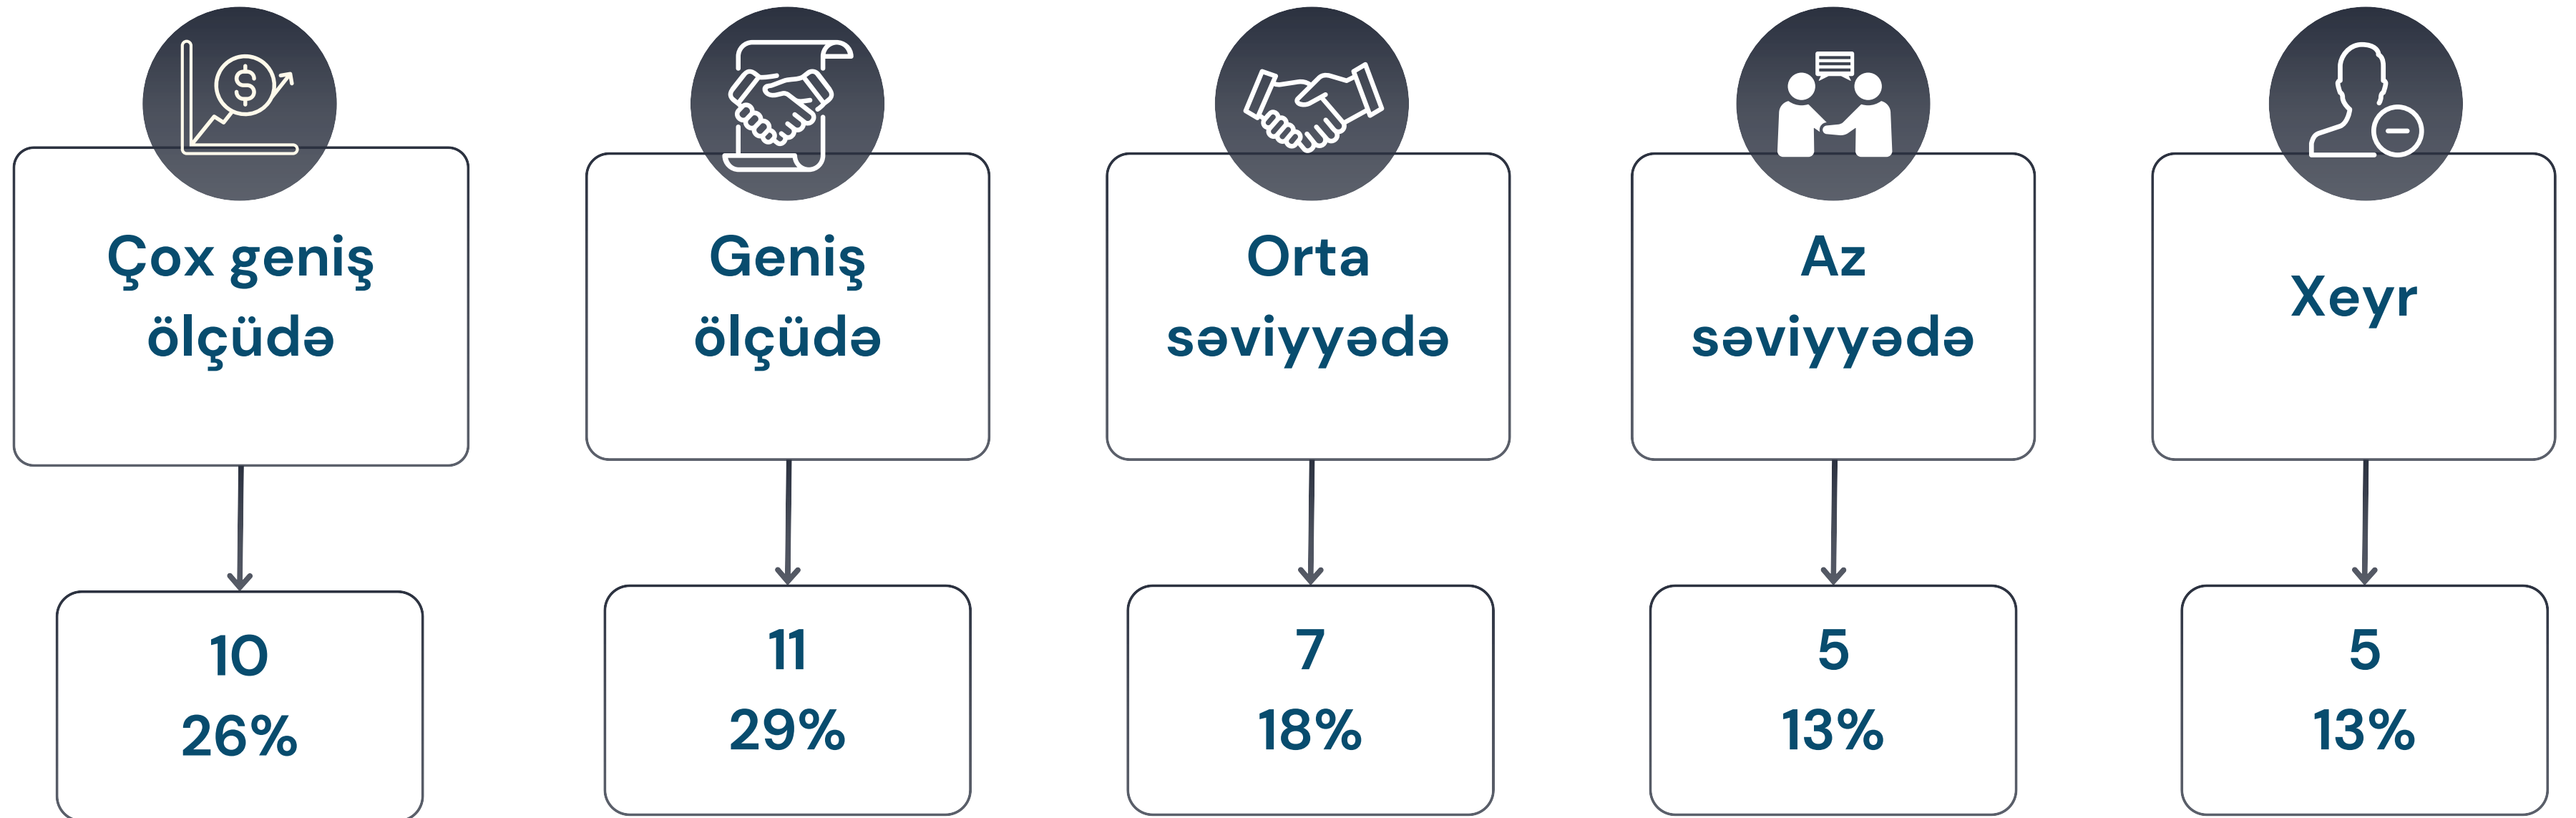 Çox geniş
ölçüdə
Geniş
ölçüdə
Orta
səviyyədə
Az
səviyyədə
Xeyr
10
26%
11
29%
7
18%
5
13%
5
13%